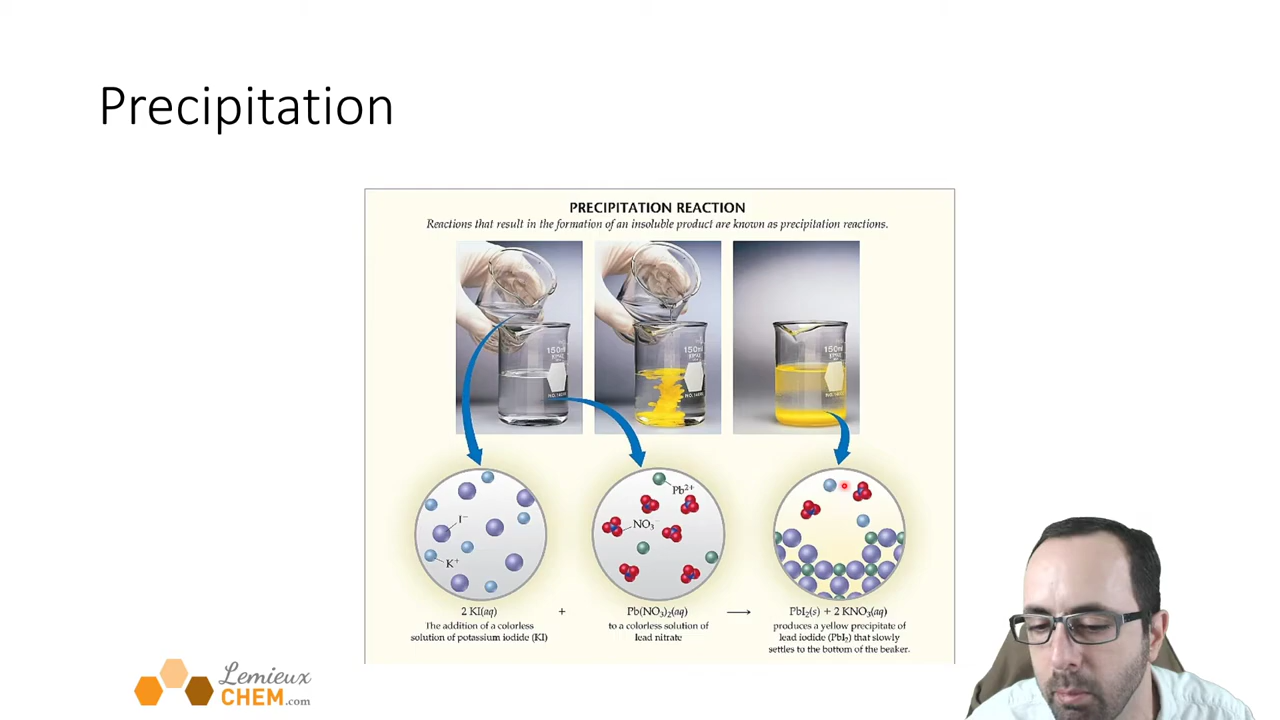 Precipitation
PRECIPITATION REACTION
Reactions that result in the formation of an insoluble product are known as precipitation reactions.
150ml
150ml
150ml
I⁻
K⁺
Pb²⁺
NO₃⁻
2 KI(aq) + Pb(NO₃)₂(aq) ⟶ PbI₂(s) + 2 KNO₃(aq)
The addition of a colorless
solution of potassium iodide (KI)
to a colorless solution of
lead nitrate
produces a yellow precipitate of
lead iodide (PbI₂) that slowly
settles to the bottom of the beaker.
Lemieux
CHEM.com